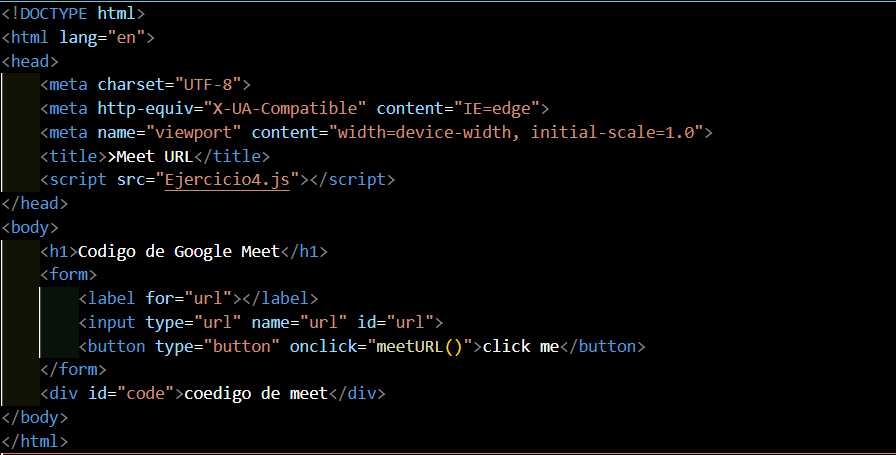 <!DOCTYPE html>
<html lang="en">
<head>
    <meta charset="UTF-8">
    <meta http-equiv="X-UA-Compatible" content="IE=edge">
    <meta name="viewport" content="width=device-width, initial-scale=1.0">
    <title>>Meet URL</title>
    <script src="Ejercicio4.js"></script>
</head>
<body>
    <h1>Codigo de Google Meet</h1>
    <form>
        <label for="url"></label>
        <input type="url" name="url" id="url">
        <button type="button" onclick="meetURL()">click me</button>
    </form>
    <div id="code">coedigo de meet</div>
</body>
</html>